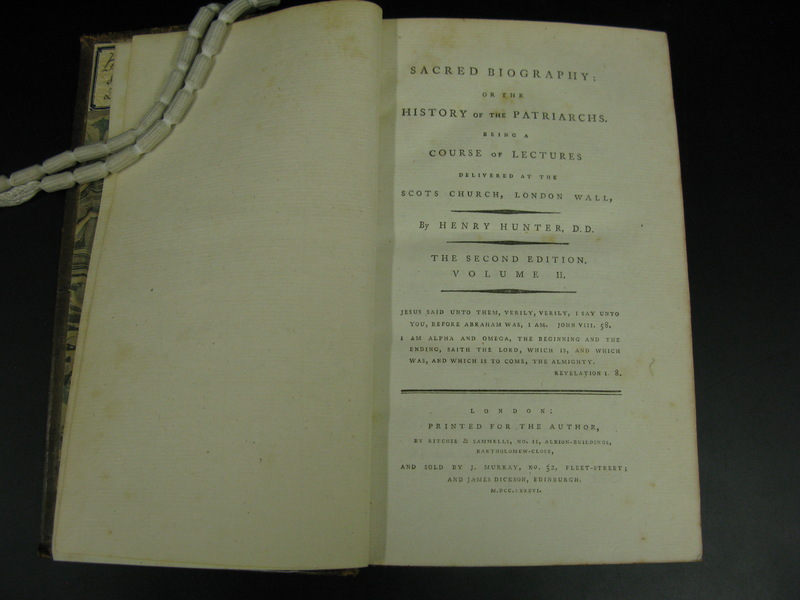 SACRED BIOGRAPHY:
OR THE
HISTORY OF THE PATRIARCHS.
BEING A
COURSE OF LECTURES
DELIVERED AT THE
SCOTS CHURCH, LONDON WALL,
By HENRY HUNTER, D.D.
THE SECOND EDITION,
VOLUME II.
JESUS SAID UNTO THEM, VERILY, VERILY, I SAY UNTO
YOU, BEFORE ABRAHAM WAS, I AM. JOHN VIII. 58.
I AM ALPHA AND OMEGA, THE BEGINNING AND THE
ENDING, SAITH THE LORD, WHICH IS, AND WHICH
WAS, AND WHICH IS TO COME, THE ALMIGHTY.
REVELATION I. 8.
LONDON:
PRINTED FOR THE AUTHOR,
BY RITCHIE & SAMMELLS, NO. 11, ALBION-BUILDINGS,
BARTHOLOMEW-CLOSE,
AND SOLD BY J. MURRAY, NO. 32, FLEET-STREET;
AND JAMES DICKSON, EDINBURGH.
M.DCC.LXXXVI.